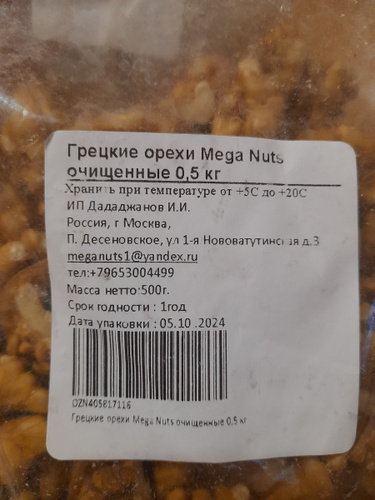 Грецкие орехи Mega Nuts
очищенные 0,5 кг
Хранить при температуре от +5С до +20С
ИП Дададжанов И.И.
Россия, г Москва,
П. Десеновское, ул 1-я Нововатутинская д.3
meganuts1@yandex.ru
тел:+79653004499
Масса нетто:500г.
Срок годности : 1год
Дата упаковки : 05.10 .2024
OZN405817116
Грецкие орехи Mega Nuts очищенные 0,5 кг